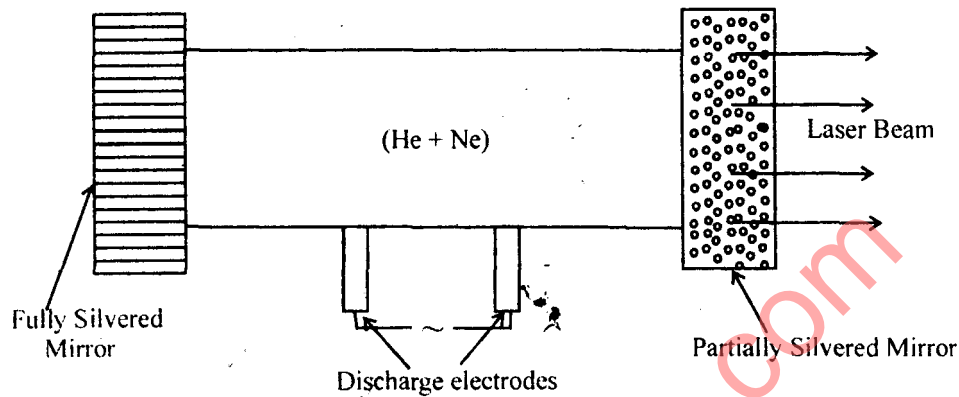 (He + Ne)
Laser Beam
Fully Silvered
Mirror
~
Discharge electrodes
Partially Silvered Mirror
com